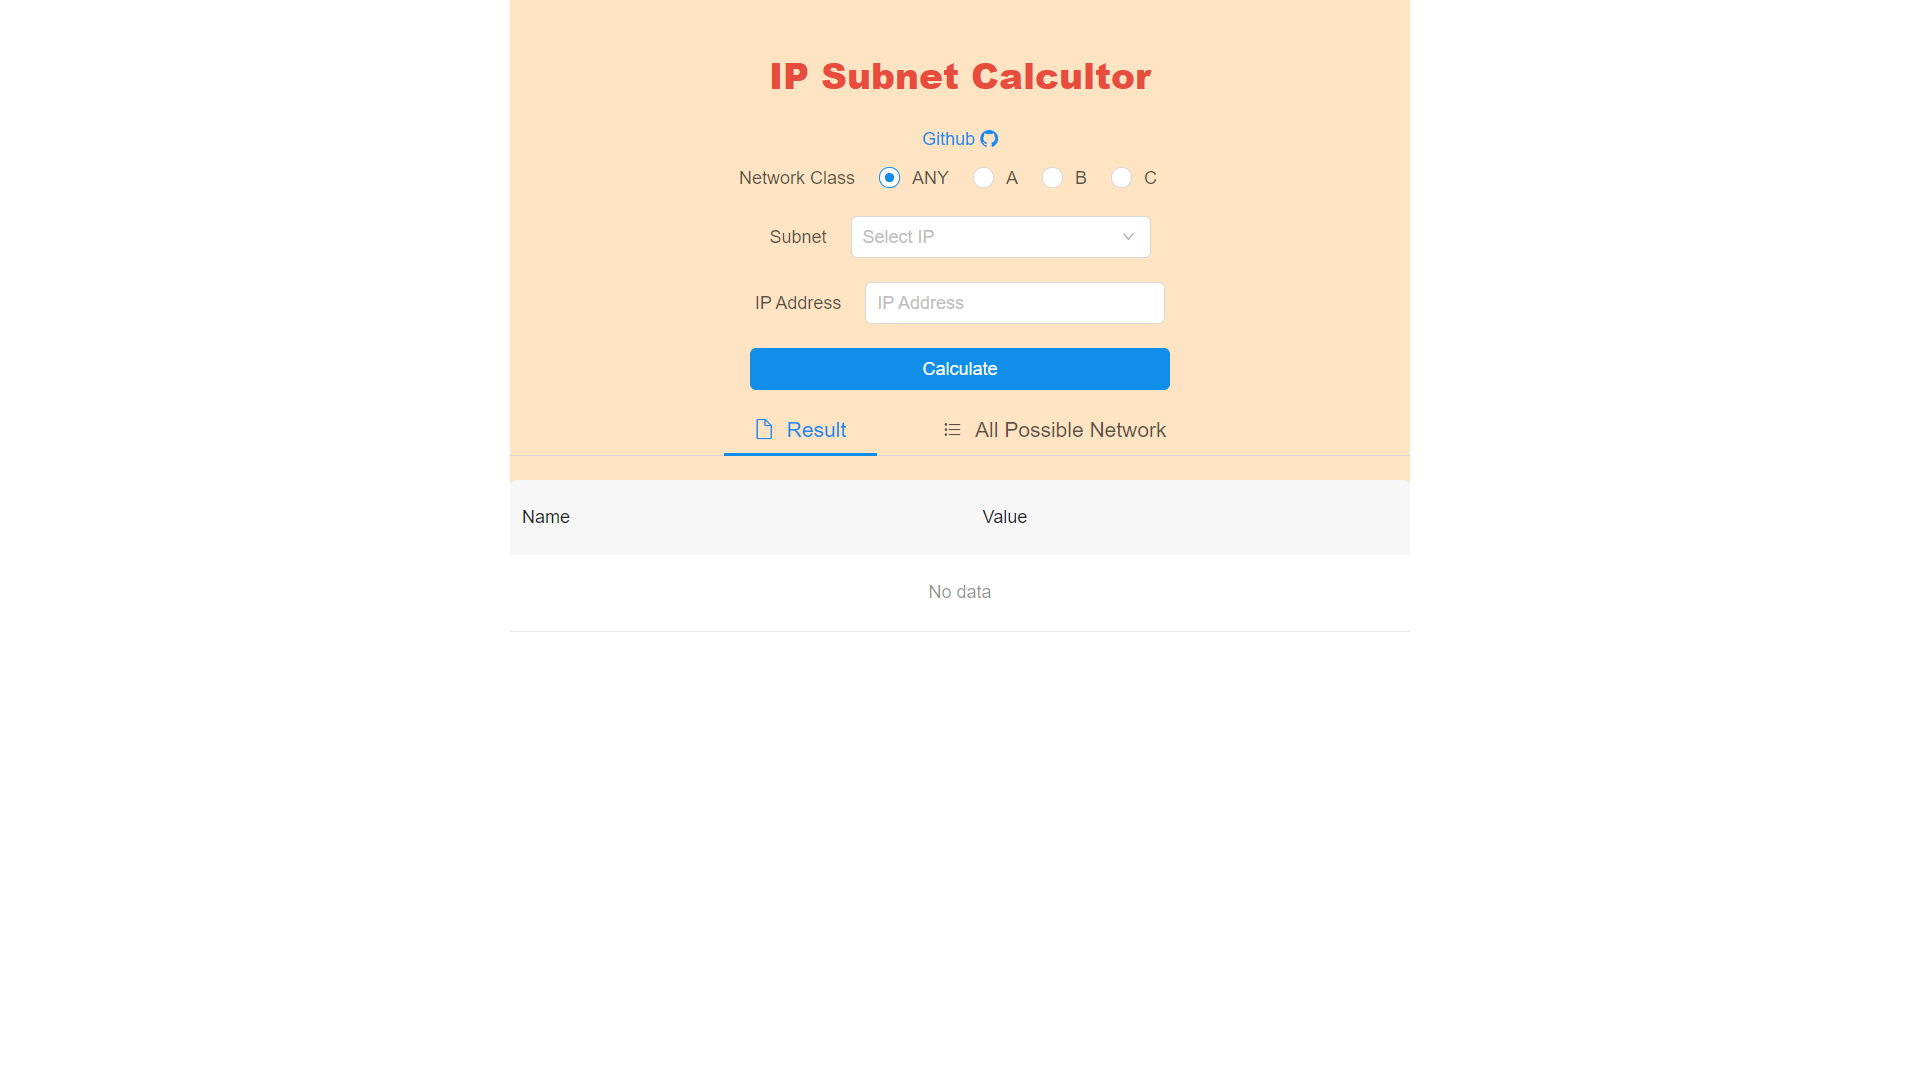 IP Subnet Calcultor
Github
Network Class ANY A B C
Subnet Select IP
IP Address IP Address
Calculate
Result All Possible Network
Name Value
No data